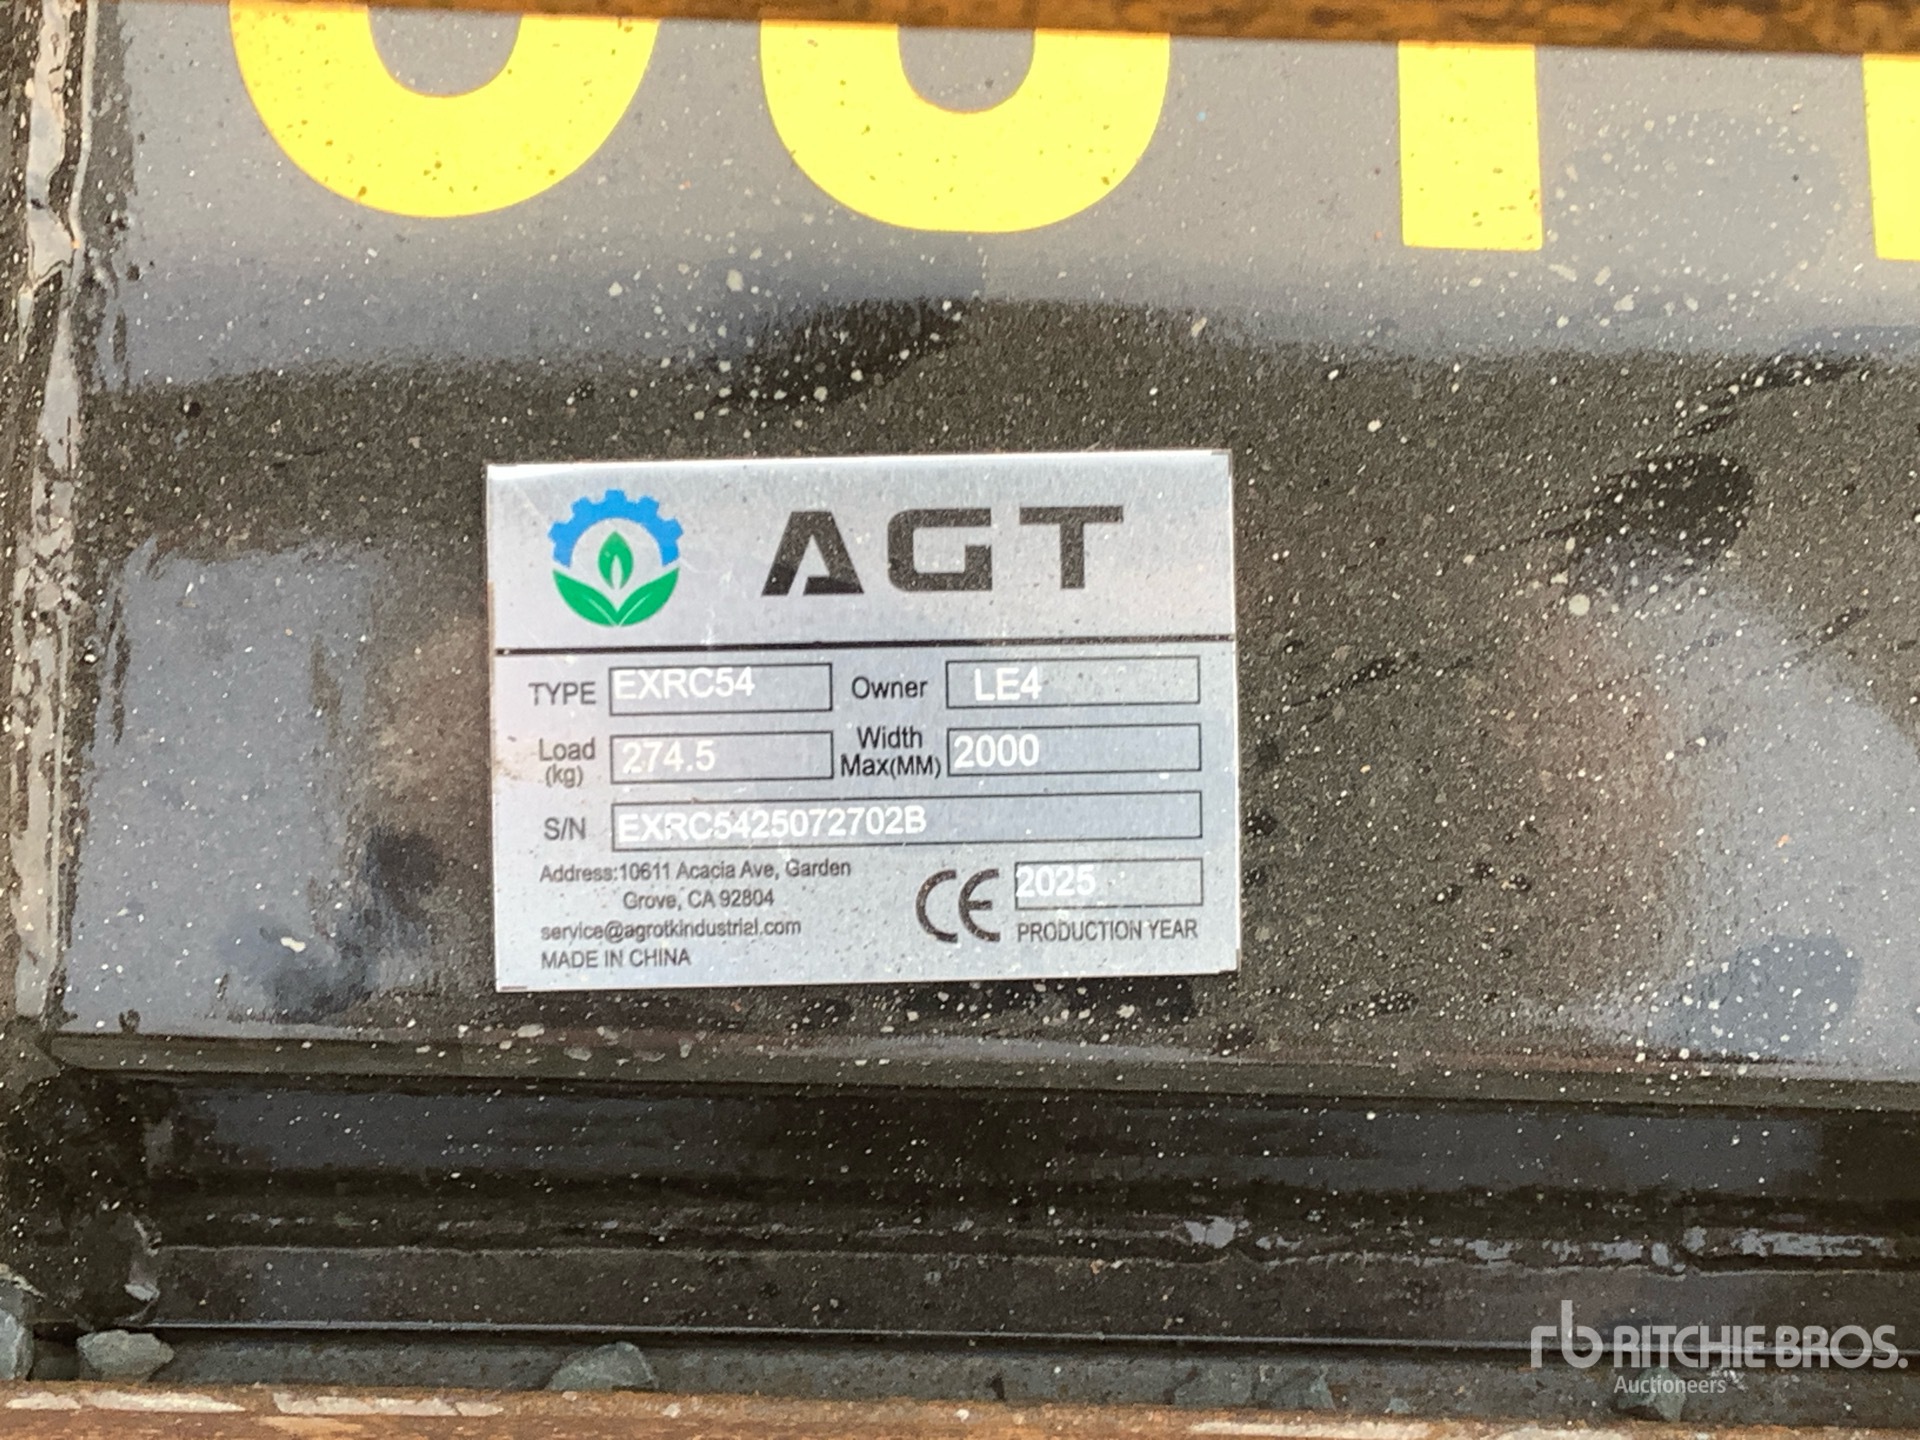 AGT
TYPE EXRC54 Owner LE4
Load (kg) 274.5 Width Max(MM) 2000
S/N EXRC5425072702B
Address:10611 Acacia Ave, Garden
Grove, CA 92804
service@agrotkindustrial.com
MADE IN CHINA
CE 2025
PRODUCTION YEAR
rb RITCHIE BROS.
Auctioneers